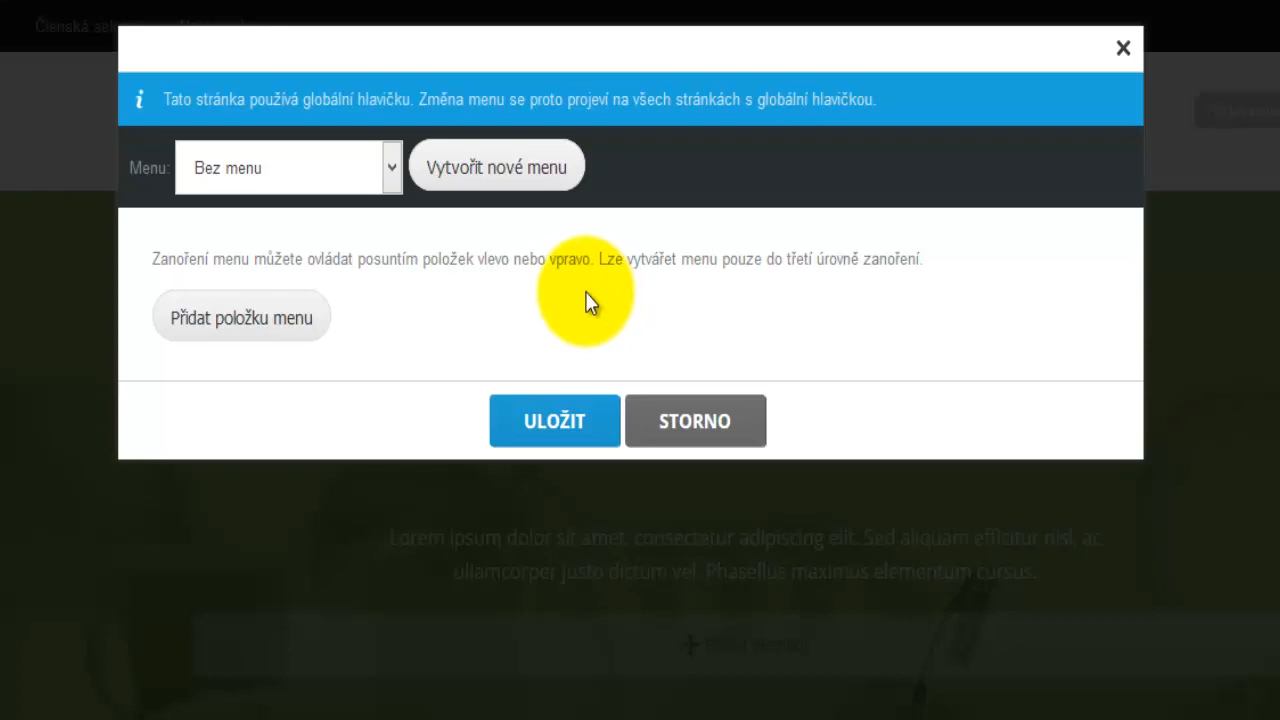 Členská
Tato stránka používá globální hlavičku. Změna menu se proto projeví na všech stránkách s globální hlavičkou.
Menu: Bez menu Vytvořit nové menu
Zanoření menu můžete ovládat posuntím položek vlevo nebo vpravo. Lze vytvářet menu pouze do třetí úrovně zanoření.
Přidat položku menu
ULOŽIT STORNO
Lorem ipsum dolor sit amet, consectetur adipiscing elit. Sed aliquam efficitur nisl, ac
ullamcorper justo dictum vel. Phasellus maximus elementum cursus.